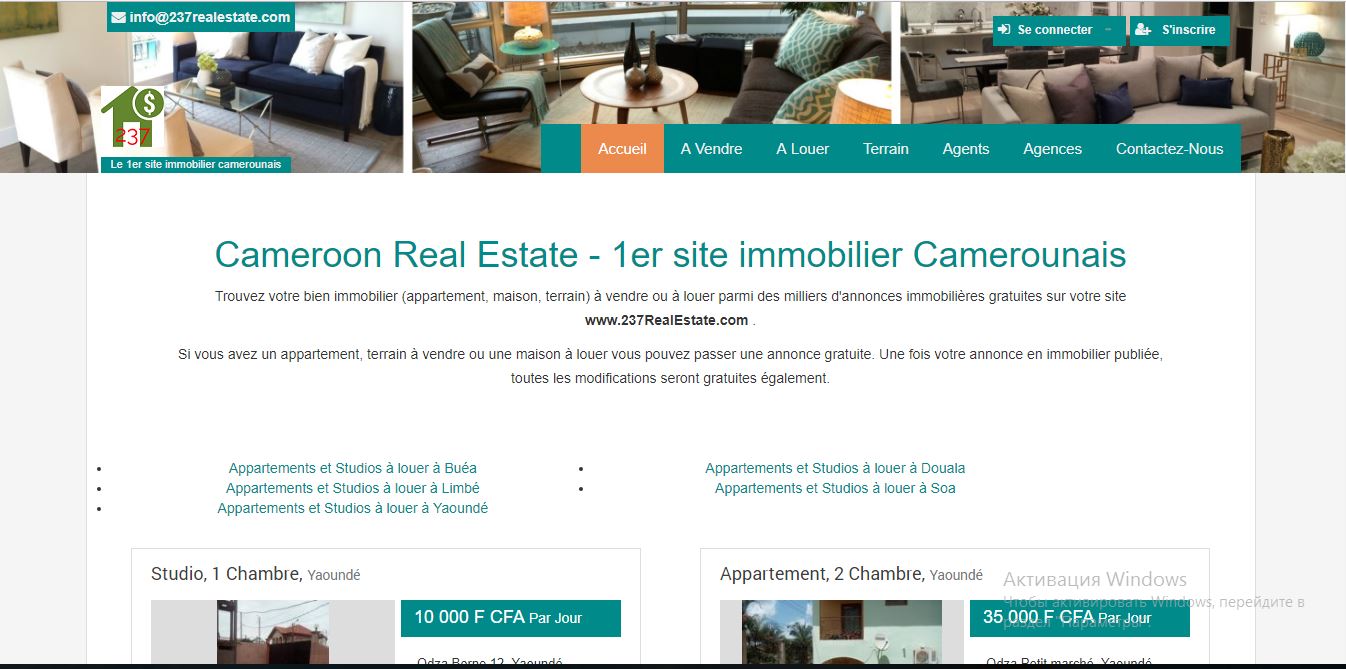 info@237realestate.com
Se connecter
S'inscrire
$
237
Le 1er site immobilier camerounais
Accueil
A Vendre
A Louer
Terrain
Agents
Agences
Contactez-Nous
Cameroon Real Estate - 1er site immobilier Camerounais
Trouvez votre bien immobilier (appartement, maison, terrain) à vendre ou à louer parmi des milliers d'annonces immobilières gratuites sur votre site
www.237RealEstate.com .
Si vous avez un appartement, terrain à vendre ou une maison à louer vous pouvez passer une annonce gratuite. Une fois votre annonce en immobilier publiée,
toutes les modifications seront gratuites également.
Appartements et Studios à louer à Buéa
Appartements et Studios à louer à Limbé
Appartements et Studios à louer à Yaoundé
Appartements et Studios à louer à Douala
Appartements et Studios à louer à Soa
Studio, 1 Chambre, Yaoundé
10 000 F CFA Par Jour
Odza Borne 12, Yaoundé
Appartement, 2 Chambre, Yaoundé
35 000 F CFA Par Jour
Odza Petit marché, Yaoundé
Активация Windows
Чтобы активировать Windows, перейдите в
раздел "Параметры".